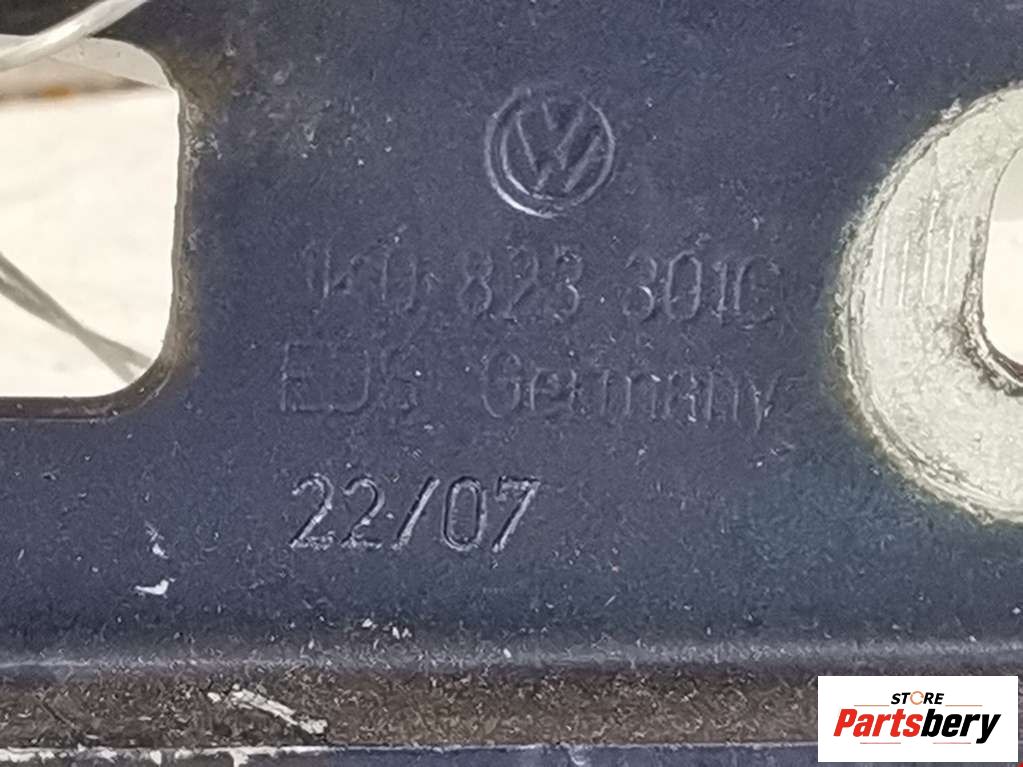 1K0 823 301C
EDS Germany
22/07
STORE
Partsbery